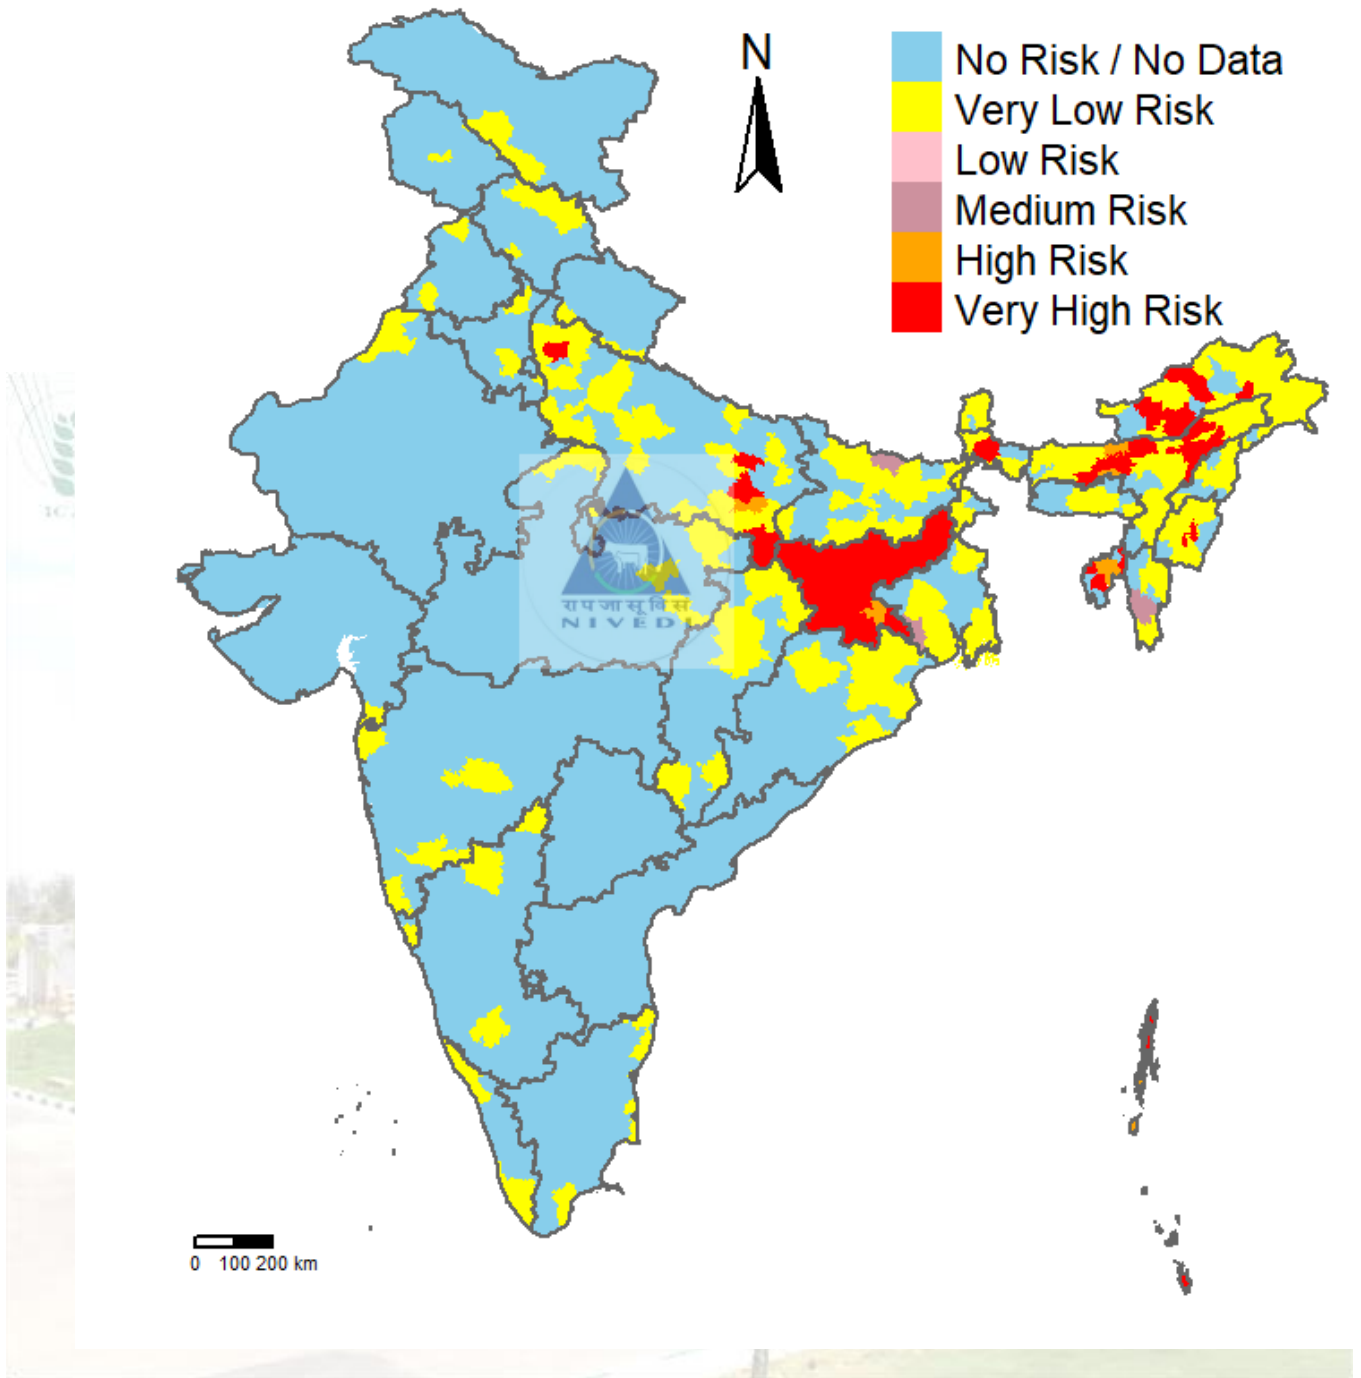 N
No Risk / No Data
Very Low Risk
Low Risk
Medium Risk
High Risk
Very High Risk
रा प जा सू वि सं
NIVEDI
0 100 200 km